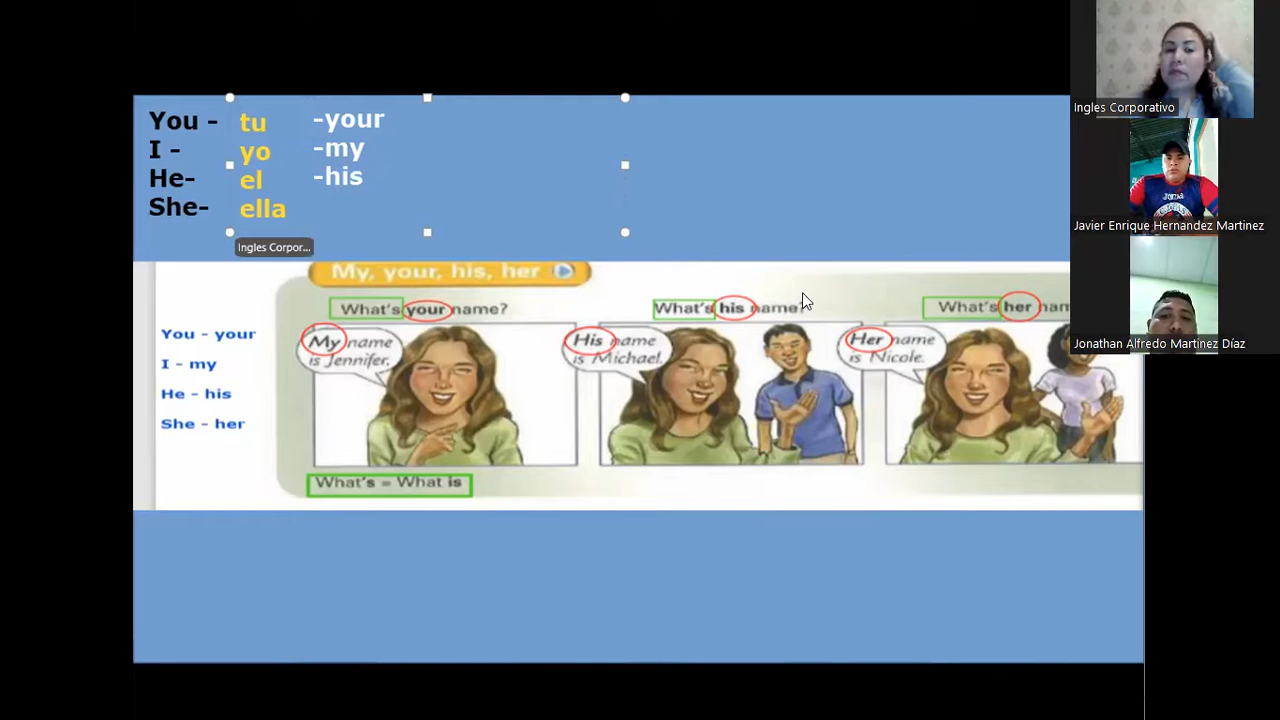 You - tu -your
I - yo -my
He- el -his
She- ella
Ingles Corpor...
My, your, his, her
What's your name?
What's his name?
What's her nam
My name
is Jennifer.
His name
is Michael.
Her name
is Nicole.
You - your
I - my
He - his
She - her
What's = What is
Ingles Corporativo
Javier Enrique Hernandez Martinez
Jonathan Alfredo Martinez Díaz